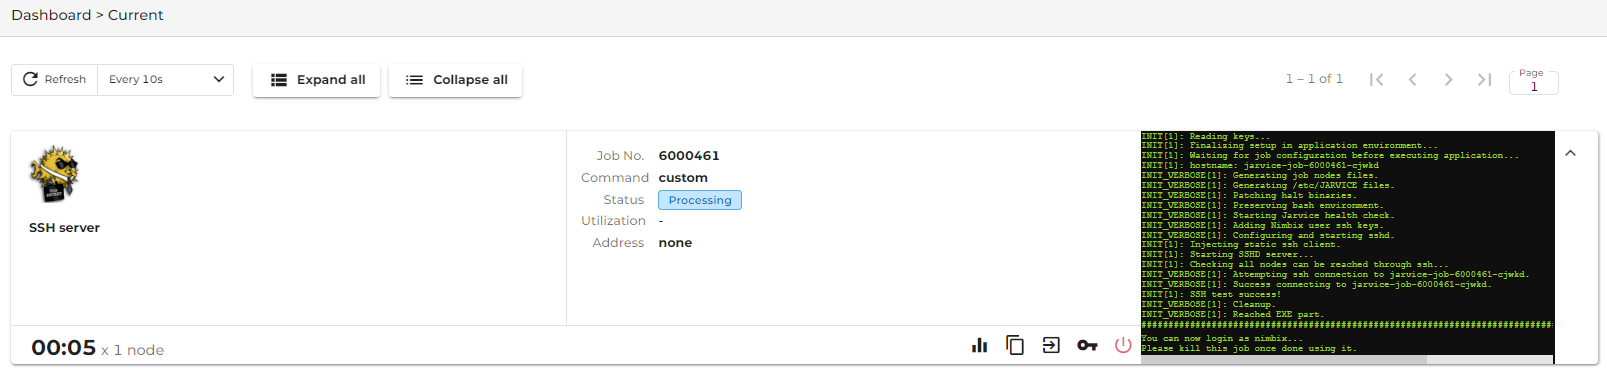 Dashboard > Current
Refresh
Every 10s
Expand all
Collapse all
1 – 1 of 1
Page
1
SSH server
Job No. 6000461
Command custom
Status Processing
Utilization -
Address none
00:05 x 1 node
INIT[1]: Reading keys...
INIT[1]: Finalizing setup in application environment...
INIT[1]: Waiting for job configuration before executing application...
INIT[1]: hostname: jarvice-job-6000461-cjwkd
INIT_VERBOSE[1]: Generating job nodes files.
INIT_VERBOSE[1]: Generating /etc/JARVICE files.
INIT_VERBOSE[1]: Patching halt binaries.
INIT_VERBOSE[1]: Preserving bash environment.
INIT_VERBOSE[1]: Starting Jarvice health check.
INIT_VERBOSE[1]: Adding Nimbix user ssh keys.
INIT_VERBOSE[1]: Configuring and starting sshd.
INIT[1]: Injecting static ssh client.
INIT[1]: Starting SSHD server...
INIT[1]: Checking all nodes can be reached through ssh...
INIT_VERBOSE[1]: Attempting ssh connection to jarvice-job-6000461-cjwkd.
INIT_VERBOSE[1]: Success connecting to jarvice-job-6000461-cjwkd.
INIT[1]: SSH test success!
INIT_VERBOSE[1]: Cleanup.
INIT_VERBOSE[1]: Reached EXE part.
################################################################################
You can now login as nimbix...
Please kill this job once done using it.